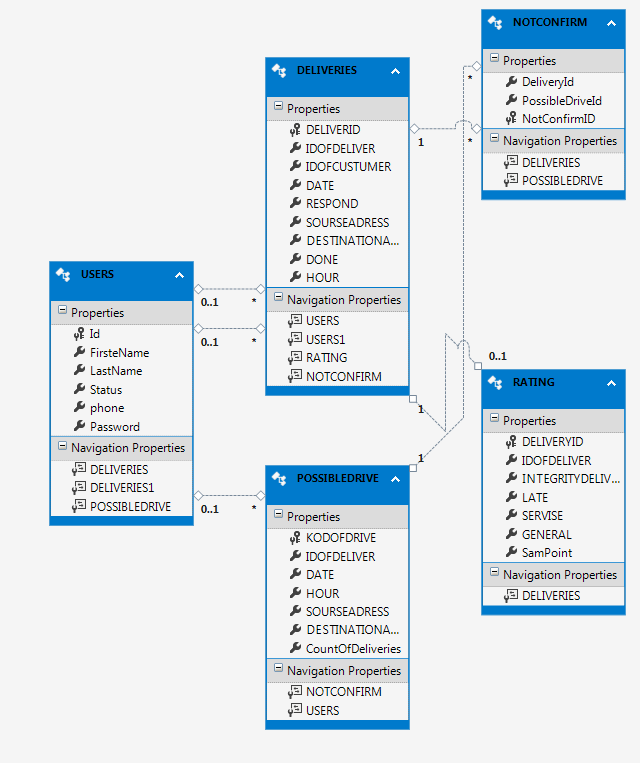 NOTCONFIRM
Properties
DeliveryId
PossibleDriveId
NotConfirmID
Navigation Properties
DELIVERIES
POSSIBLEDRIVE
DELIVERIES
Properties
DELIVERID
IDOFDELIVER
IDOFCUSTUMER
DATE
RESPOND
SOURSEADRESS
DESTINATIONA...
DONE
HOUR
Navigation Properties
USERS
USERS1
RATING
NOTCONFIRM
USERS
Properties
Id
FirsteName
LastName
Status
phone
Password
Navigation Properties
DELIVERIES
DELIVERIES1
POSSIBLEDRIVE
RATING
Properties
DELIVERYID
IDOFDELIVER
INTEGRITYDELIV...
LATE
SERVISE
GENERAL
SamPoint
Navigation Properties
DELIVERIES
POSSIBLEDRIVE
Properties
KODOFDRIVE
IDOFDELIVER
DATE
HOUR
SOURSEADRESS
DESTINATIONA...
CountOfDeliveries
Navigation Properties
NOTCONFIRM
USERS
*
1
*
0..1
*
0..1
*
0..1
1
1
0..1
*